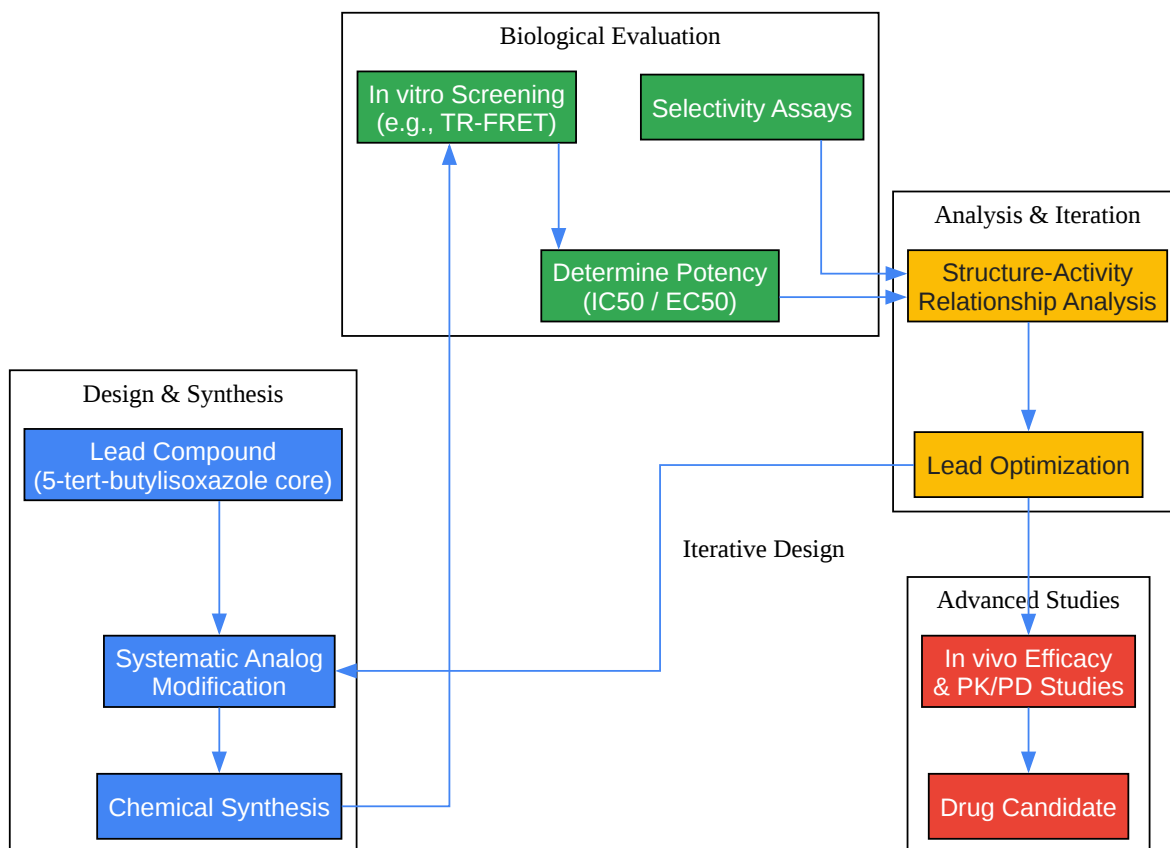 Biological Evaluation
In vitro Screening
(e.g., TR-FRET)
Selectivity Assays
Determine Potency
(IC50 / EC50)
Analysis & Iteration
Structure-Activity
Relationship Analysis
Lead Optimization
Design & Synthesis
Lead Compound
(5-tert-butylisoxazole core)
Systematic Analog
Modification
Chemical Synthesis
Iterative Design
Advanced Studies
In vivo Efficacy
& PK/PD Studies
Drug Candidate